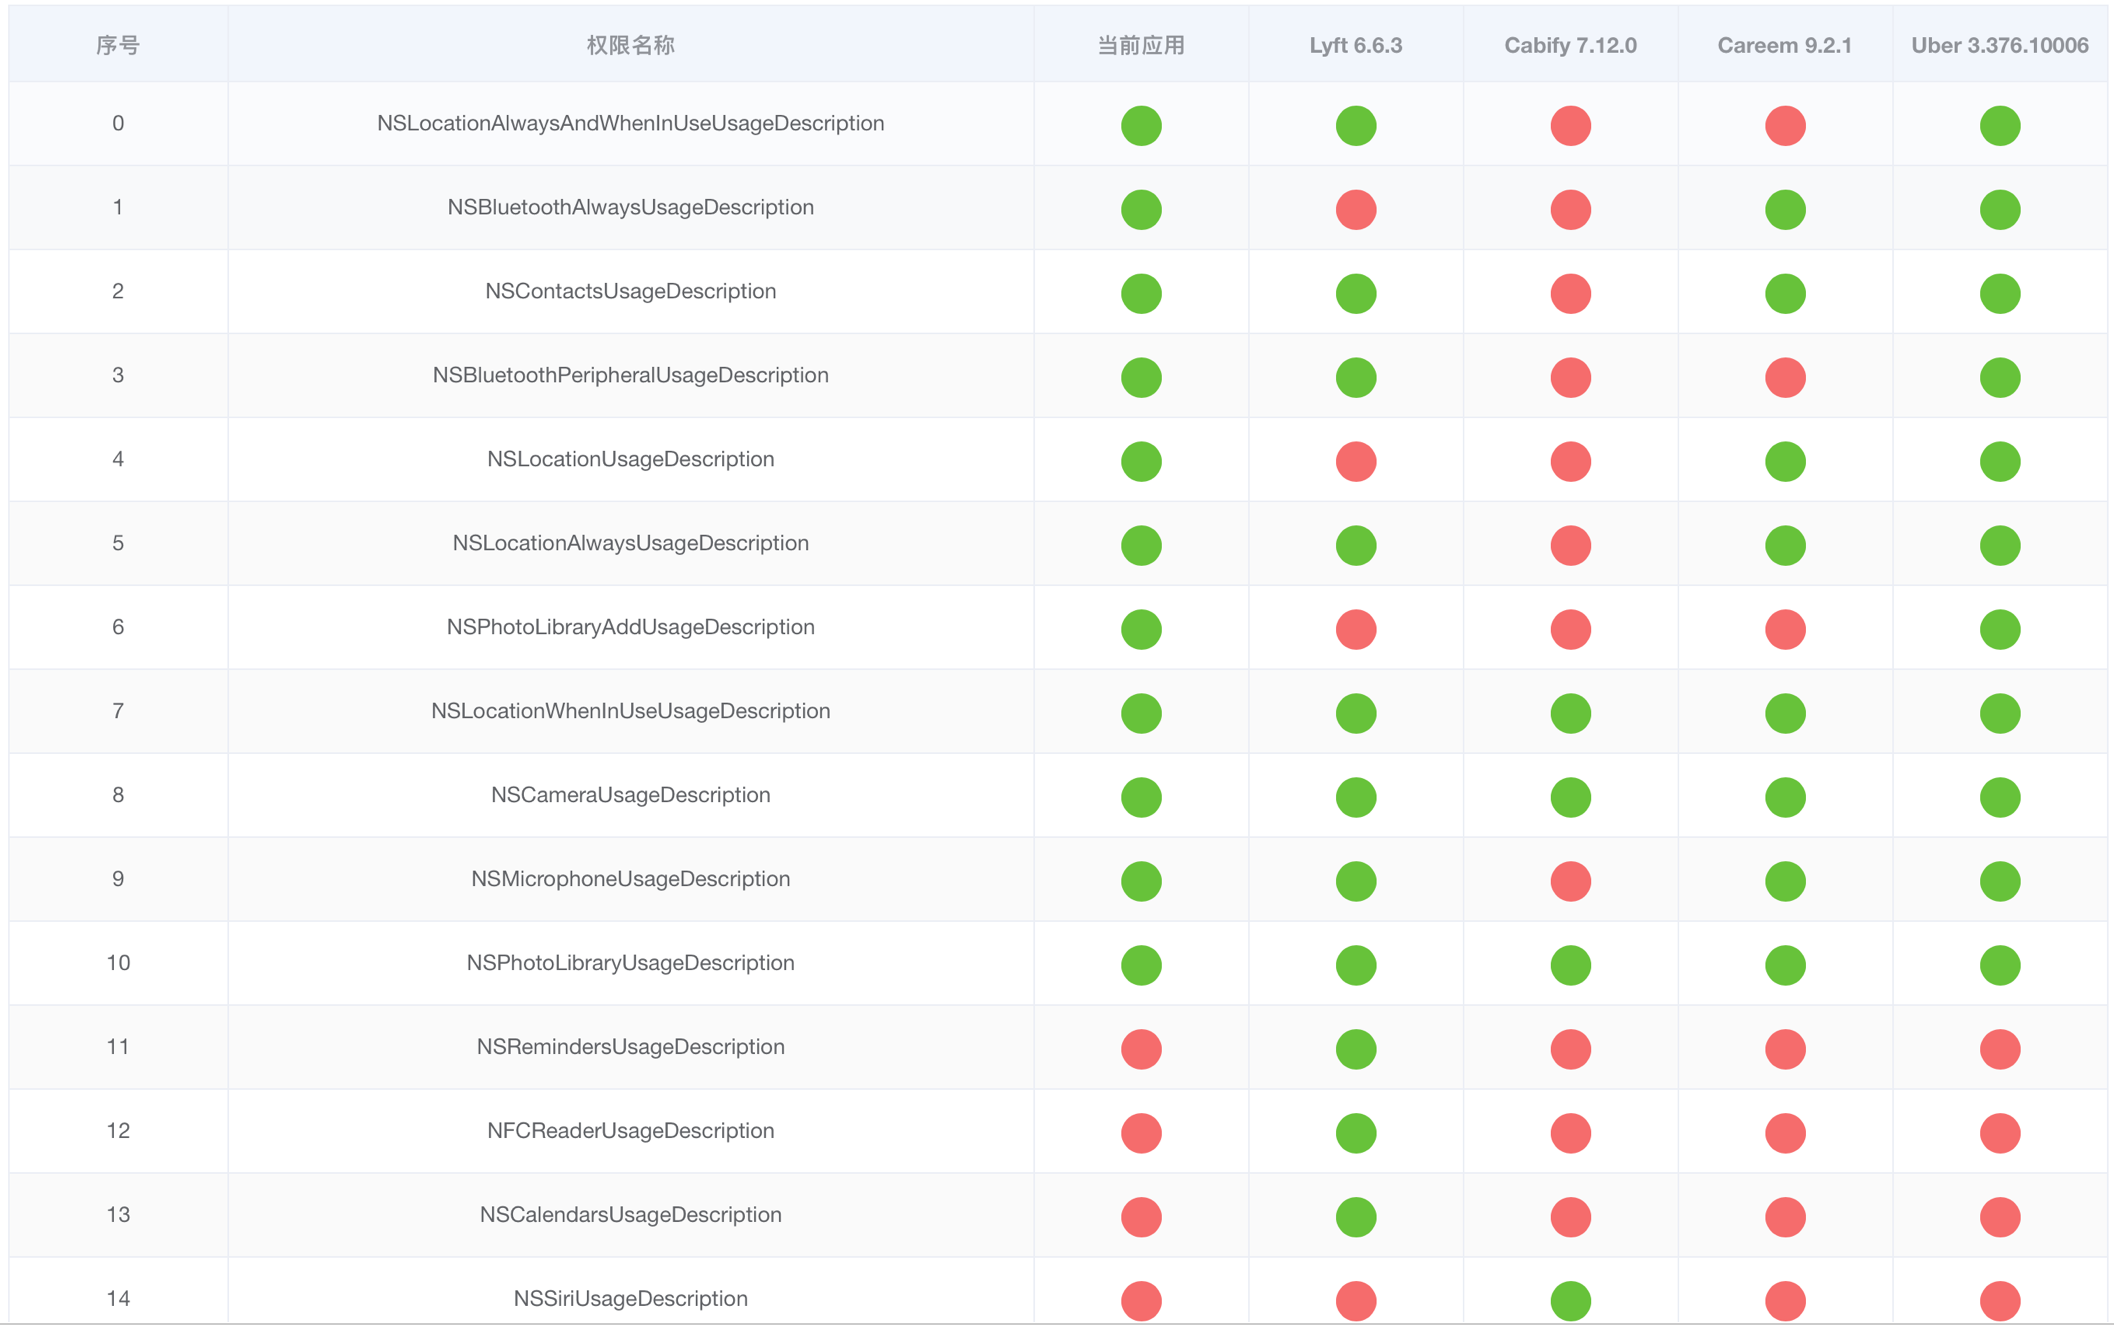 序号 权限名称 当前应用 Lyft 6.6.3 Cabify 7.12.0 Careem 9.2.1 Uber 3.376.10006
0 NSLocationAlwaysAndWhenInUseUsageDescription
1 NSBluetoothAlwaysUsageDescription
2 NSContactsUsageDescription
3 NSBluetoothPeripheralUsageDescription
4 NSLocationUsageDescription
5 NSLocationAlwaysUsageDescription
6 NSPhotoLibraryAddUsageDescription
7 NSLocationWhenInUseUsageDescription
8 NSCameraUsageDescription
9 NSMicrophoneUsageDescription
10 NSPhotoLibraryUsageDescription
11 NSRemindersUsageDescription
12 NFCReaderUsageDescription
13 NSCalendarsUsageDescription
14 NSSiriUsageDescription